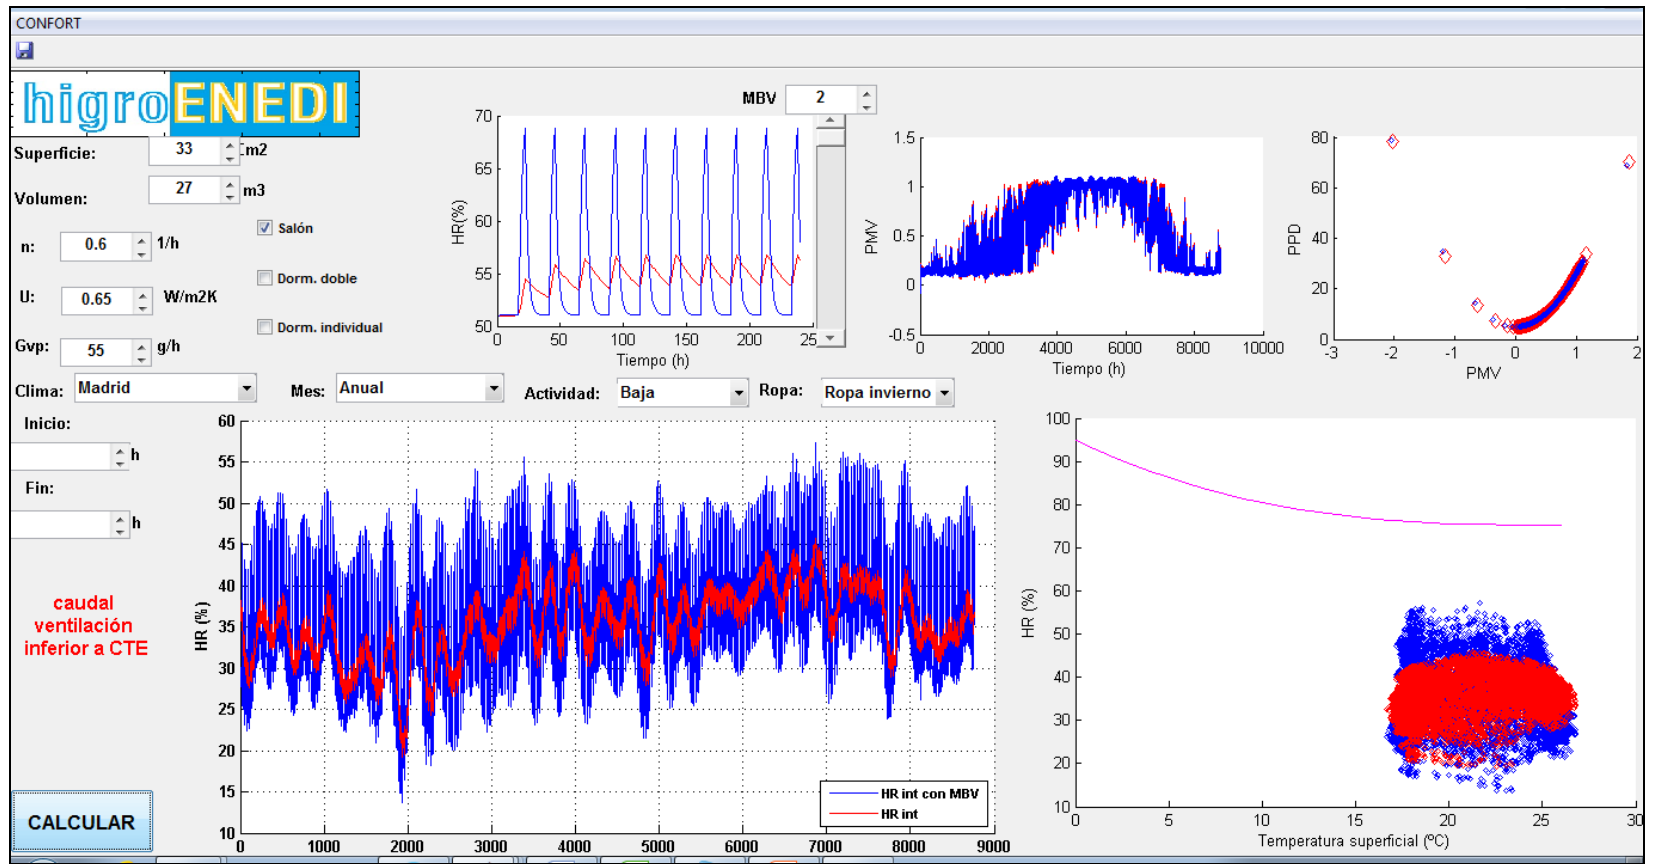 CONFORT
higroENEDI
Superficie: 33 m2
Volumen: 27 m3
n: 0.6 1/h
U: 0.65 W/m2K
Gvp: 55 g/h
Salón
Dorm. doble
Dorm. individual
MBV 2
HR(%)
70
65
60
55
50
0 50 100 150 200 25
Tiempo (h)
PMV
1.5
1
0.5
0
-0.5
0 2000 4000 6000 8000 10000
Tiempo (h)
PPD
80
60
40
20
0
-3 -2 -1 0 1 2
PMV
Clima: Madrid
Mes: Anual
Actividad: Baja
Ropa: Ropa invierno
Inicio:
h
Fin:
h
caudal
ventilación
inferior a CTE
CALCULAR
HR (%)
60
55
50
45
40
35
30
25
20
15
10
0 1000 2000 3000 4000 5000 6000 7000 8000 9000
HR int con MBV
HR int
HR (%)
100
90
80
70
60
50
40
30
20
10
0 5 10 15 20 25 30
Temperatura superficial (ºC)